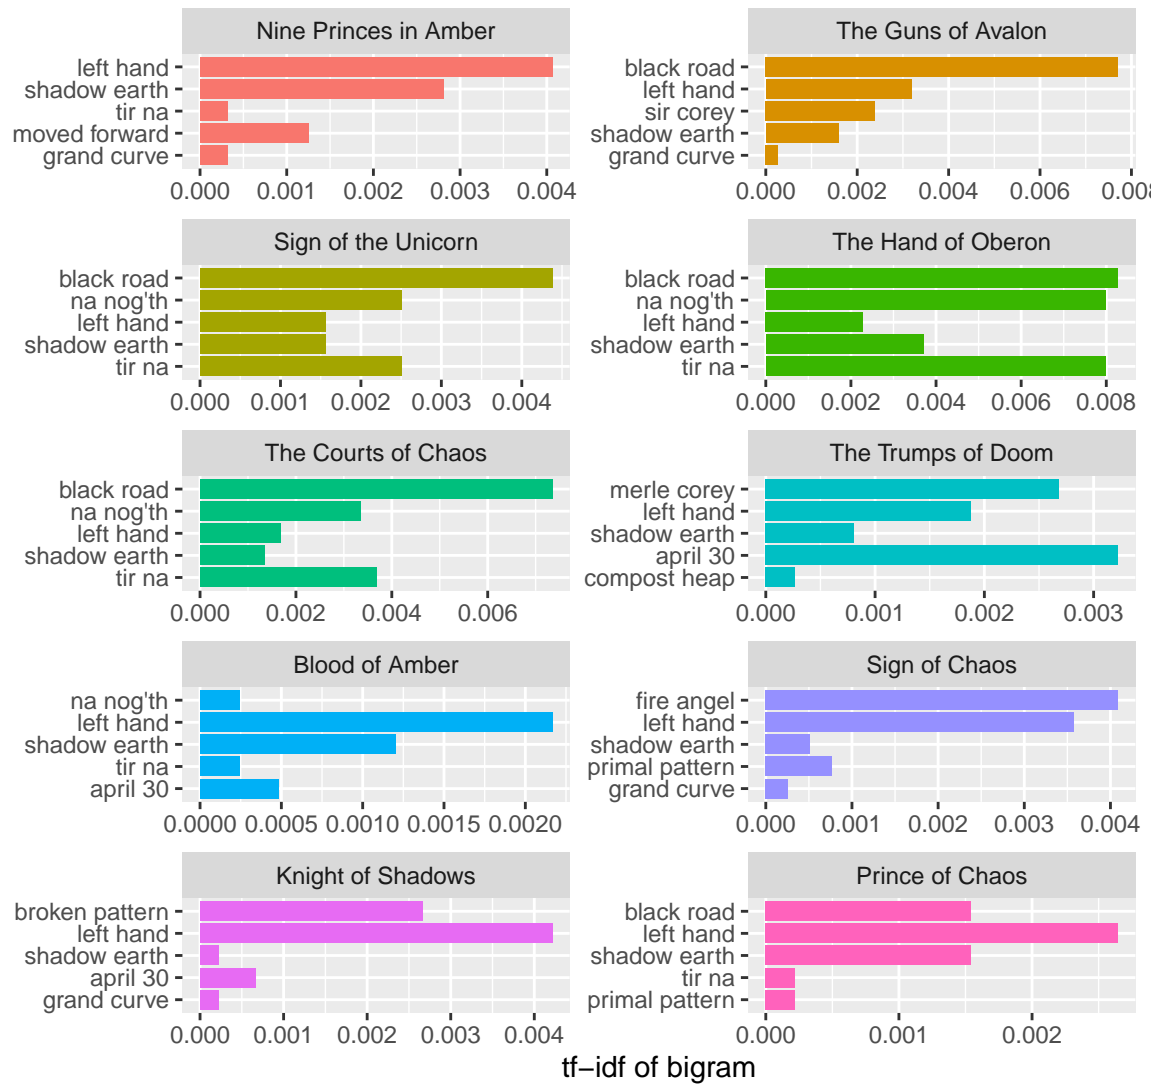 Nine Princes in Amber
left hand
shadow earth
tir na
moved forward
grand curve
0.000 0.001 0.002 0.003 0.004
The Guns of Avalon
black road
left hand
sir corey
shadow earth
grand curve
0.000 0.002 0.004 0.006 0.008
Sign of the Unicorn
black road
na nog'th
left hand
shadow earth
tir na
0.000 0.001 0.002 0.003 0.004
The Hand of Oberon
black road
na nog'th
left hand
shadow earth
tir na
0.000 0.002 0.004 0.006 0.008
The Courts of Chaos
black road
na nog'th
left hand
shadow earth
tir na
0.000 0.002 0.004 0.006
The Trumps of Doom
merle corey
left hand
shadow earth
april 30
compost heap
0.000 0.001 0.002 0.003
Blood of Amber
na nog'th
left hand
shadow earth
tir na
april 30
0.0000 0.0005 0.0010 0.0015 0.0020
Sign of Chaos
fire angel
left hand
shadow earth
primal pattern
grand curve
0.000 0.001 0.002 0.003 0.004
Knight of Shadows
broken pattern
left hand
shadow earth
april 30
grand curve
0.000 0.001 0.002 0.003 0.004
Prince of Chaos
black road
left hand
shadow earth
tir na
primal pattern
0.000 0.001 0.002
tf−idf of bigram